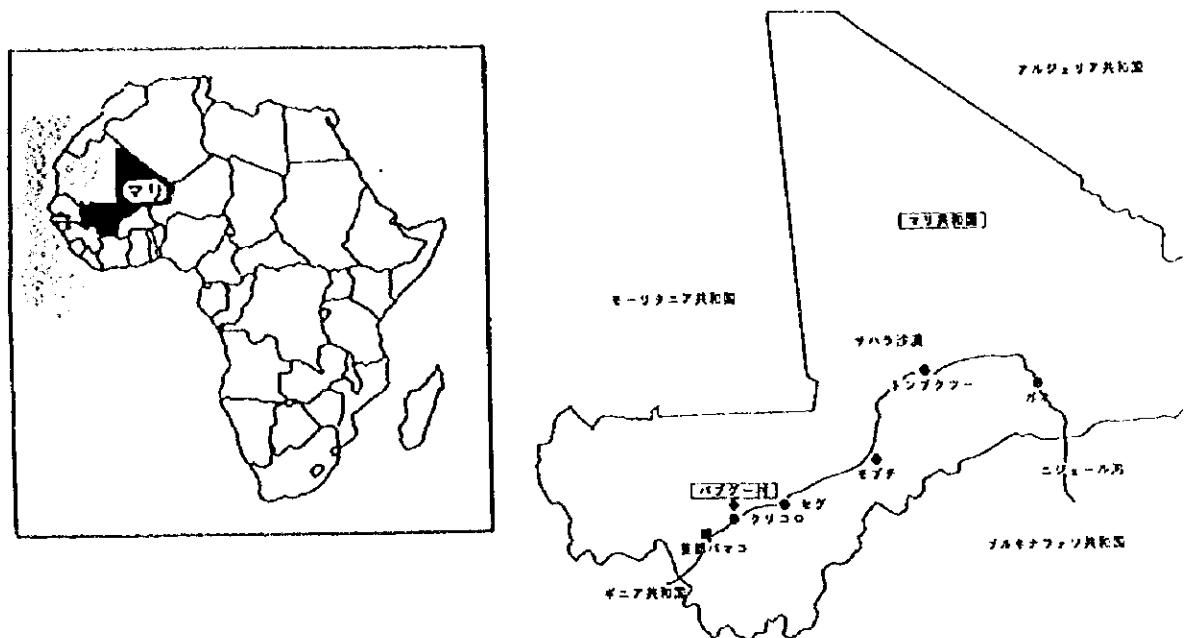 マリ
アルジェリア共和国
マリ共和国
モーリタニア共和国
サハラ砂漠
トンブクツー
ガオ
モプチ
ニジェール川
バブグー村
セグ
クリコロ
首都バマコ
ブルキナファソ共和国
ギニア共和国